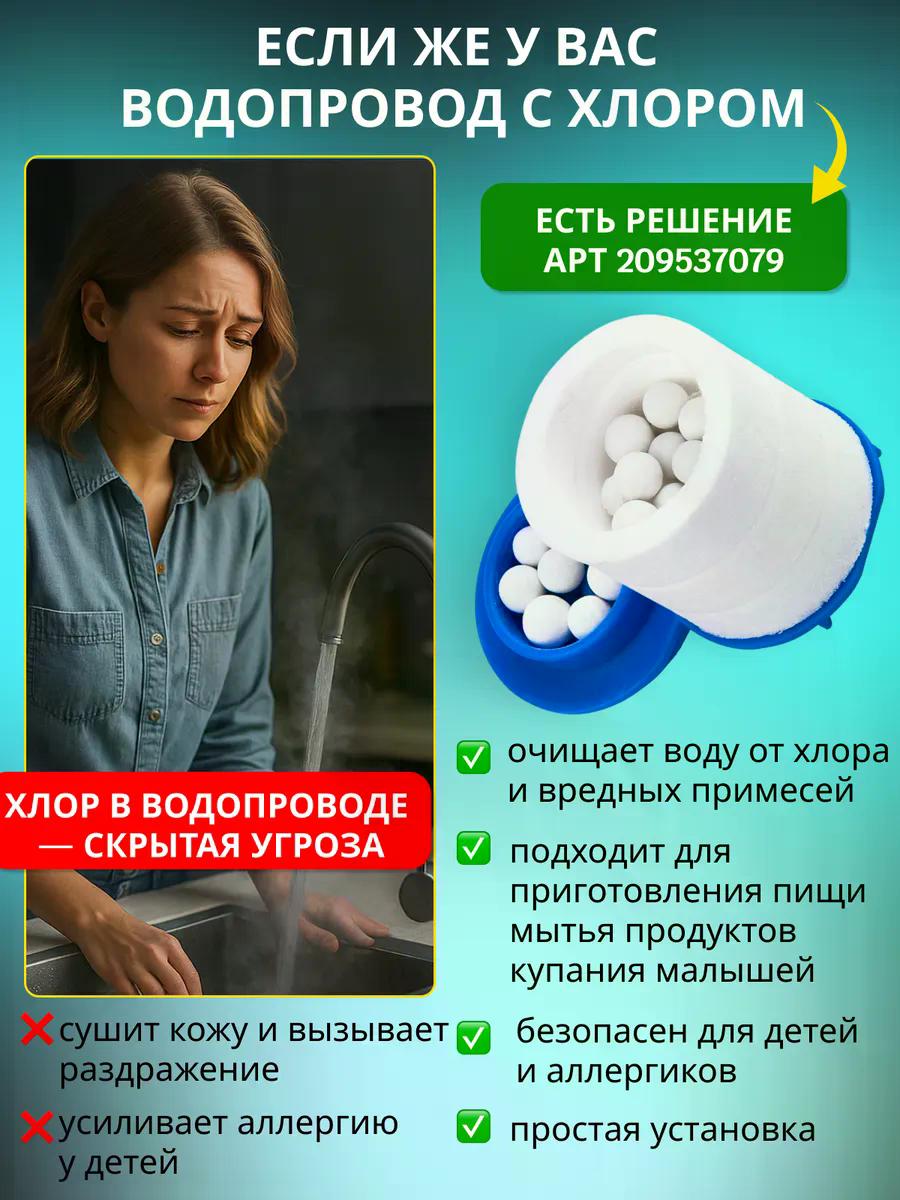 ЕСЛИ ЖЕ У ВАС
ВОДОПРОВОД С ХЛОРОМ
ЕСТЬ РЕШЕНИЕ
АРТ 209537079
ХЛОР В ВОДОПРОВОДЕ
— СКРЫТАЯ УГРОЗА
сушит кожу и вызывает
раздражение
усиливает аллергию
у детей
очищает воду от хлора
и вредных примесей
подходит для
приготовления пищи
мытья продуктов
купания малышей
безопасен для детей
и аллергиков
простая установка